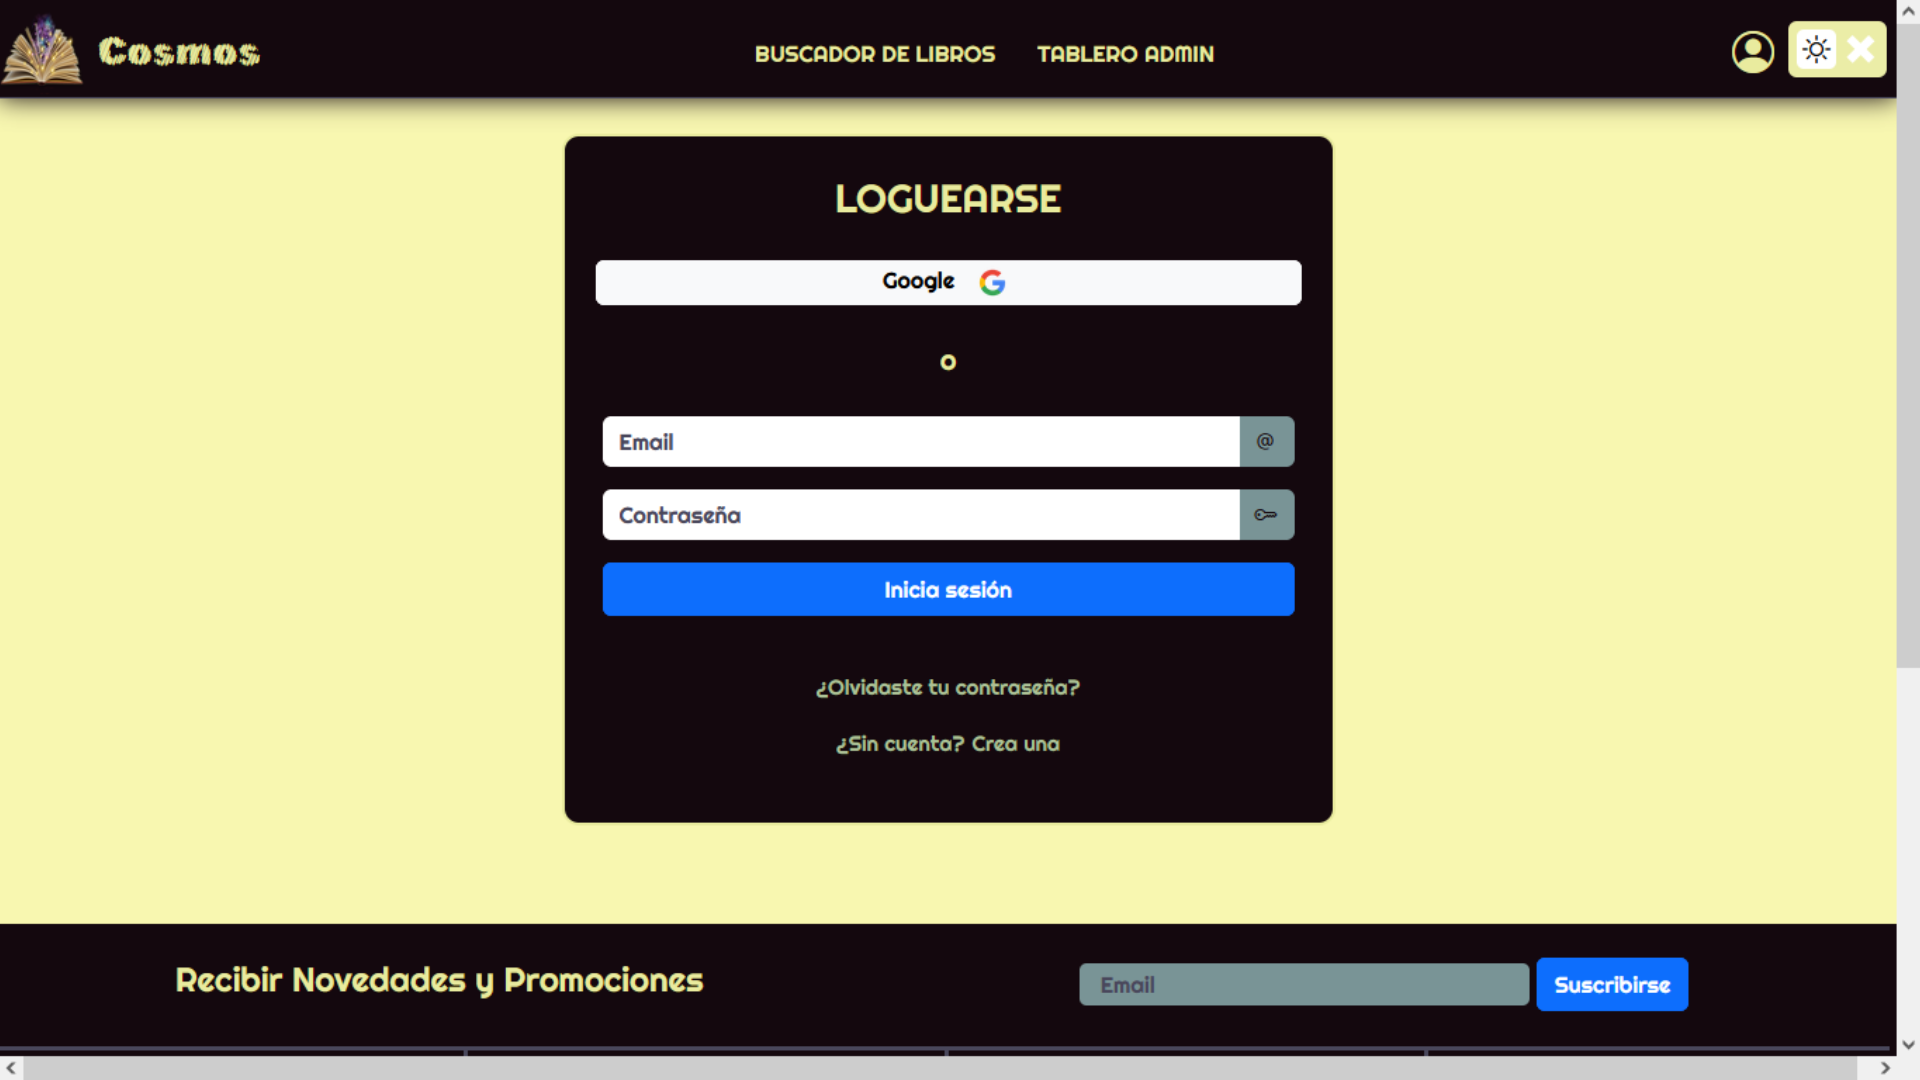 Cosmos
BUSCADOR DE LIBROS
TABLERO ADMIN
LOGUEARSE
Google
O
Email
@
Contraseña
Inicia sesión
¿Olvidaste tu contraseña?
¿Sin cuenta? Crea una
Recibir Novedades y Promociones
Email
Suscribirse